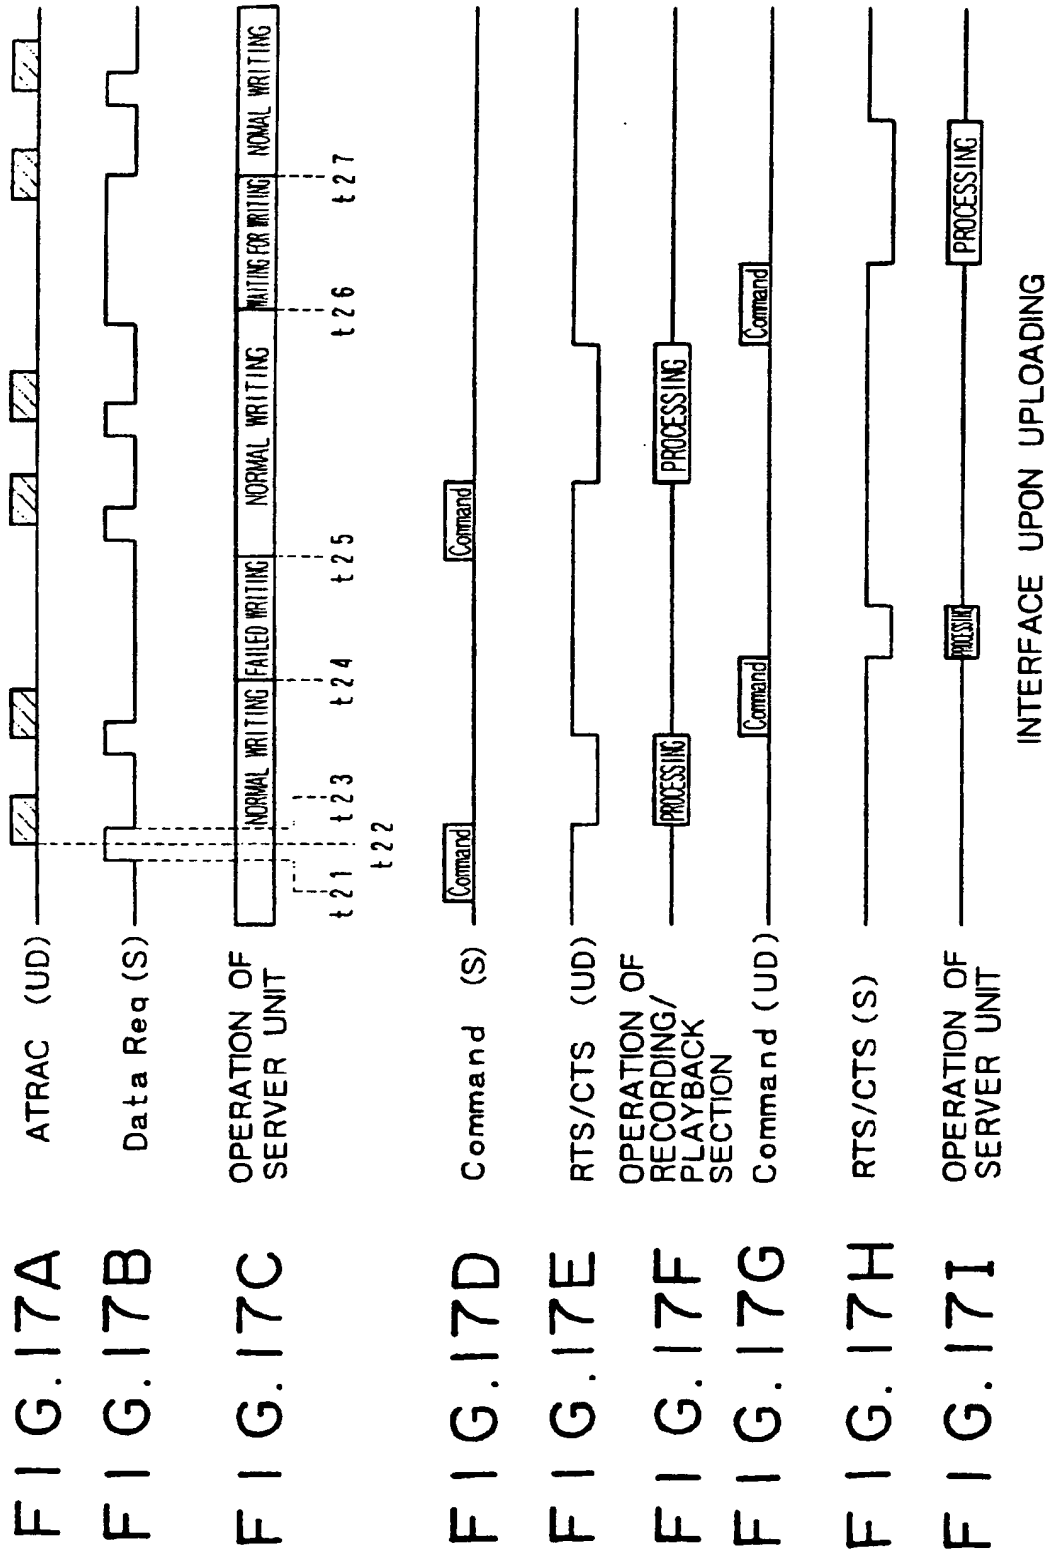 FIG.17A
ATRAC (UD)
FIG.17B
Data Req (S)
FIG.17C
OPERATION OF
SERVER UNIT
NORMAL WRITING
FAILED WRITING
NORMAL WRITING
WAITING FOR WRITING
NOMAL WRITING
t21
t22
t23
t24
t25
t26
t27
FIG.17D
Command (S)
Command
Command
FIG.17E
RTS/CTS (UD)
FIG.17F
OPERATION OF
RECORDING/
PLAYBACK
SECTION
PROCESSING
PROCESSING
FIG.17G
Command (UD)
Command
Command
FIG.17H
RTS/CTS (S)
FIG.17I
OPERATION OF
SERVER UNIT
PROCESSING
PROCESSING
INTERFACE UPON UPLOADING